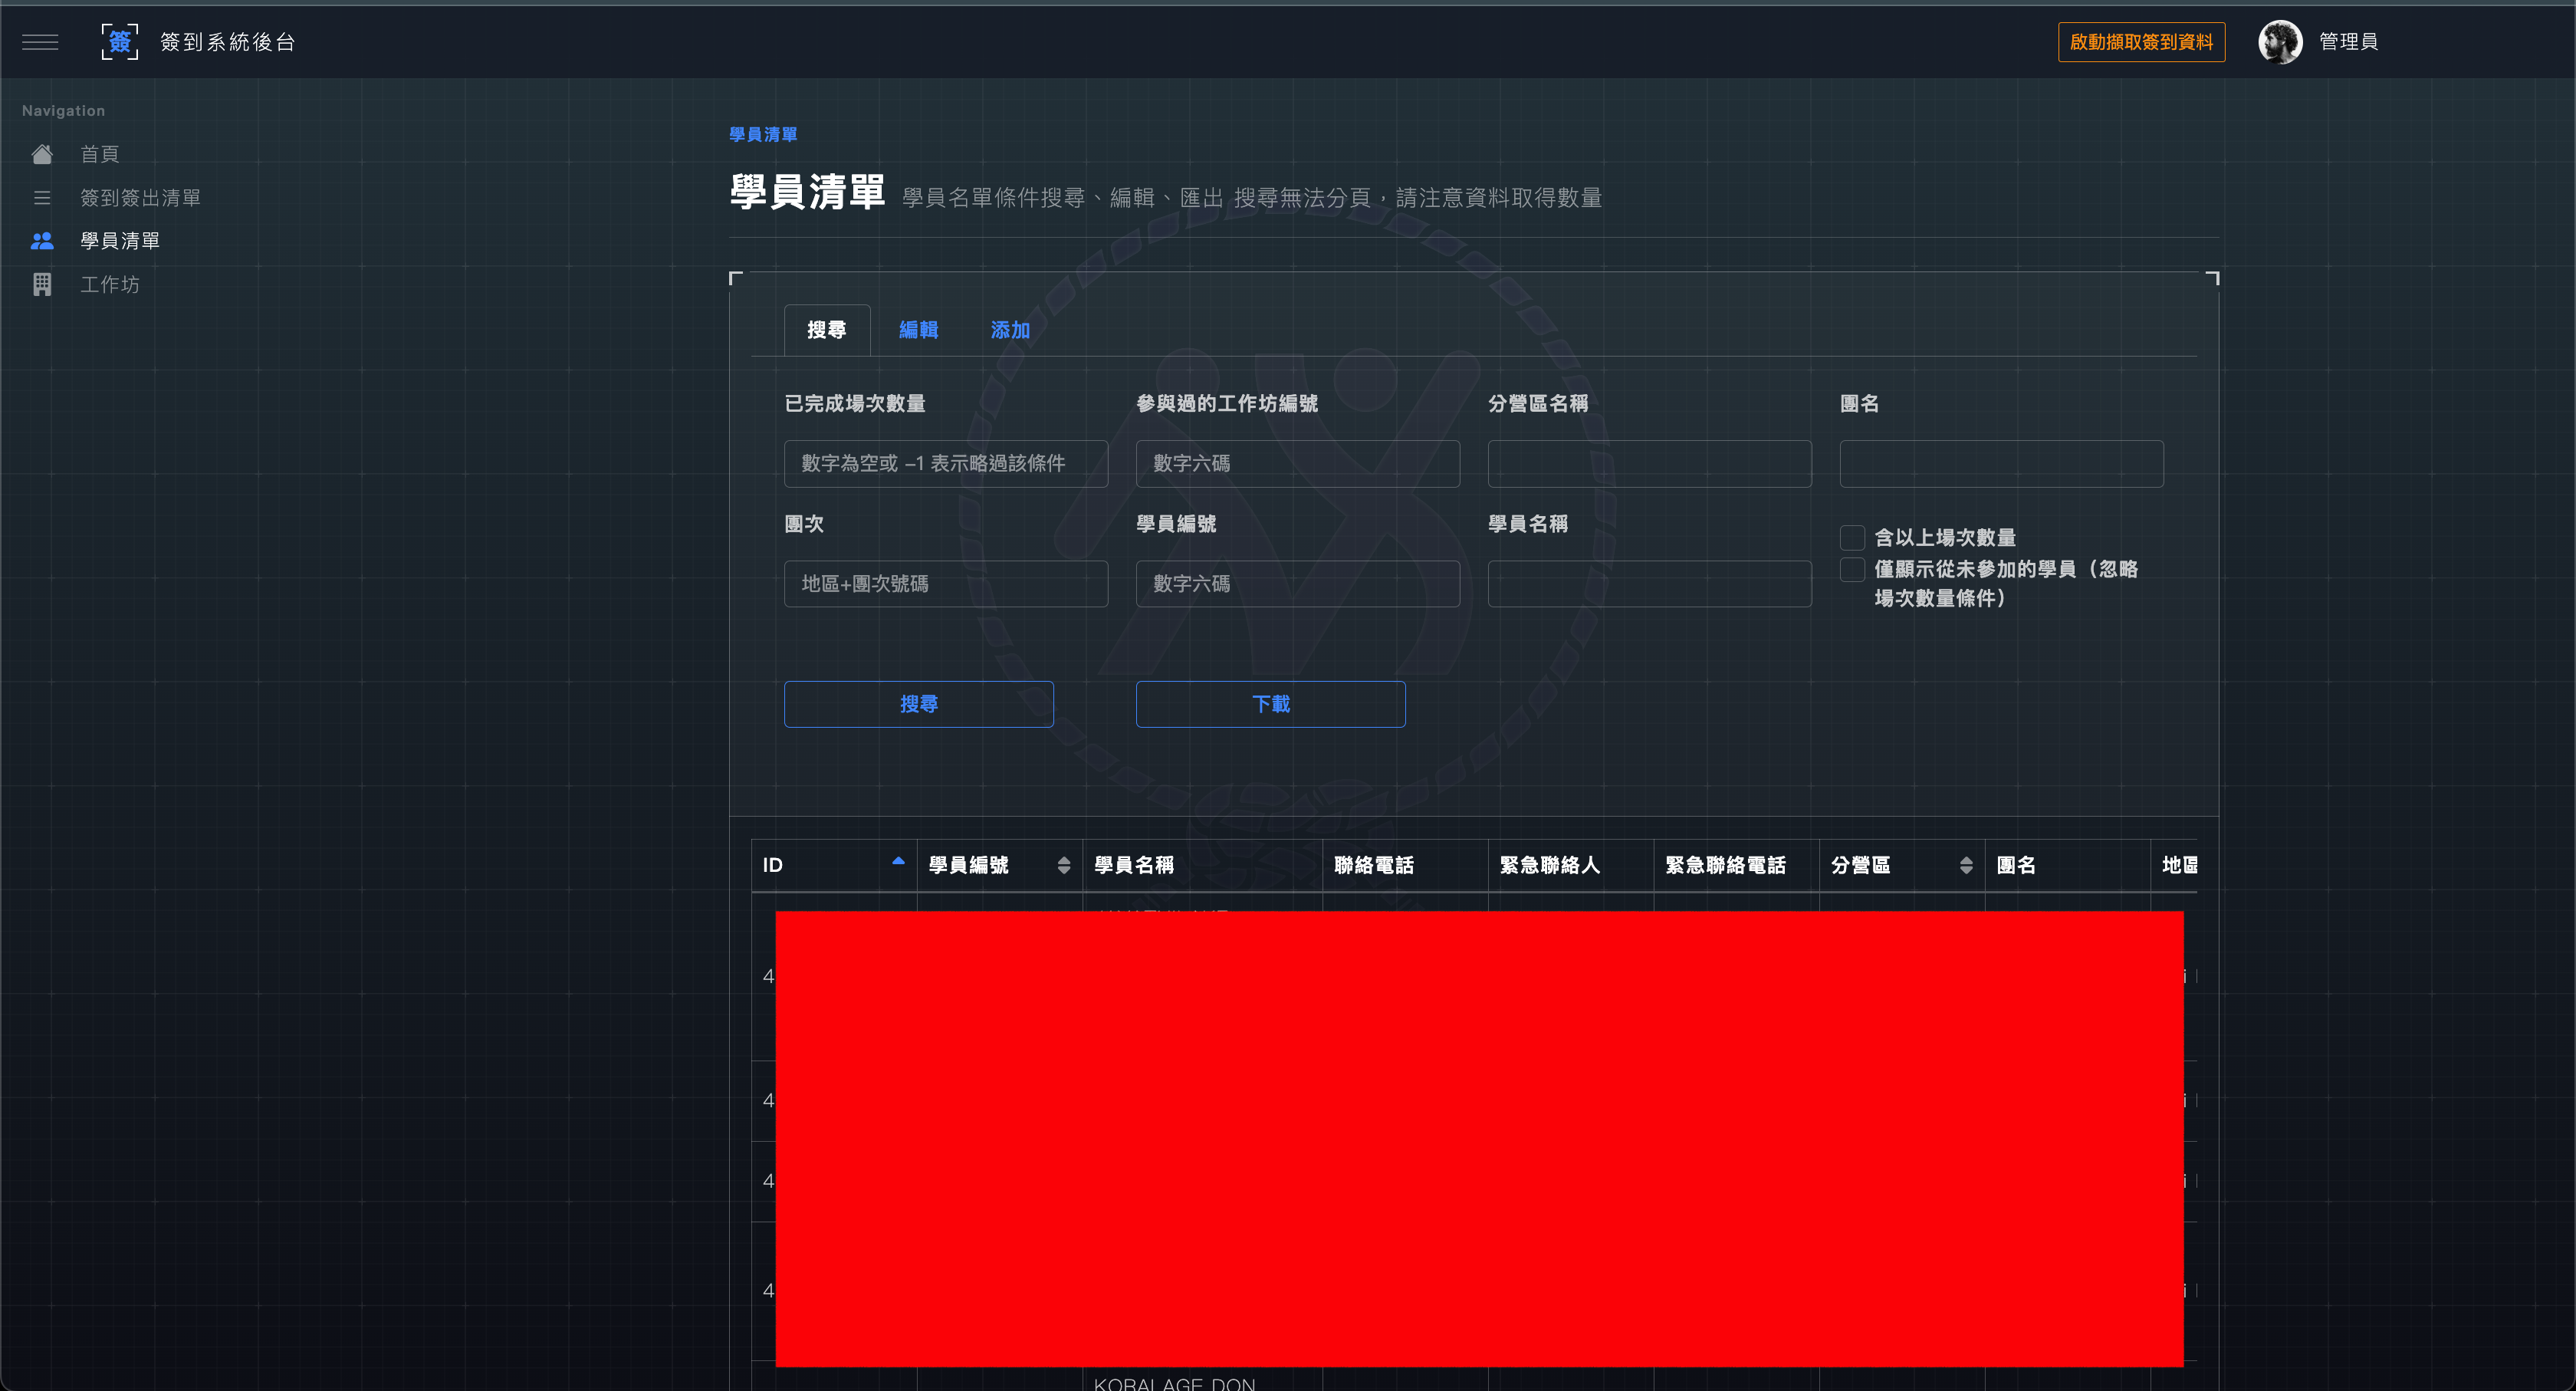 簽 簽到系統後台 啟動擷取簽到資料 管理員
Navigation
首頁
簽到簽出清單
學員清單
工作坊
學員清單
學員清單 學員名單條件搜尋、編輯、匯出 搜尋無法分頁，請注意資料取得數量
搜尋 編輯 添加
已完成場次數量 參與過的工作坊編號 分營區名稱 團名
數字為空或 -1 表示略過該條件 數字六碼
團次 學員編號 學員名稱
地區+團次號碼 數字六碼
含以上場次數量
僅顯示從未參加的學員（忽略
場次數量條件）
搜尋 下載
ID 學員編號 學員名稱 聯絡電話 緊急聯絡人 緊急聯絡電話 分營區 團名 地區
4 i
4 i
4 i
4 i
KOBALAGE DON